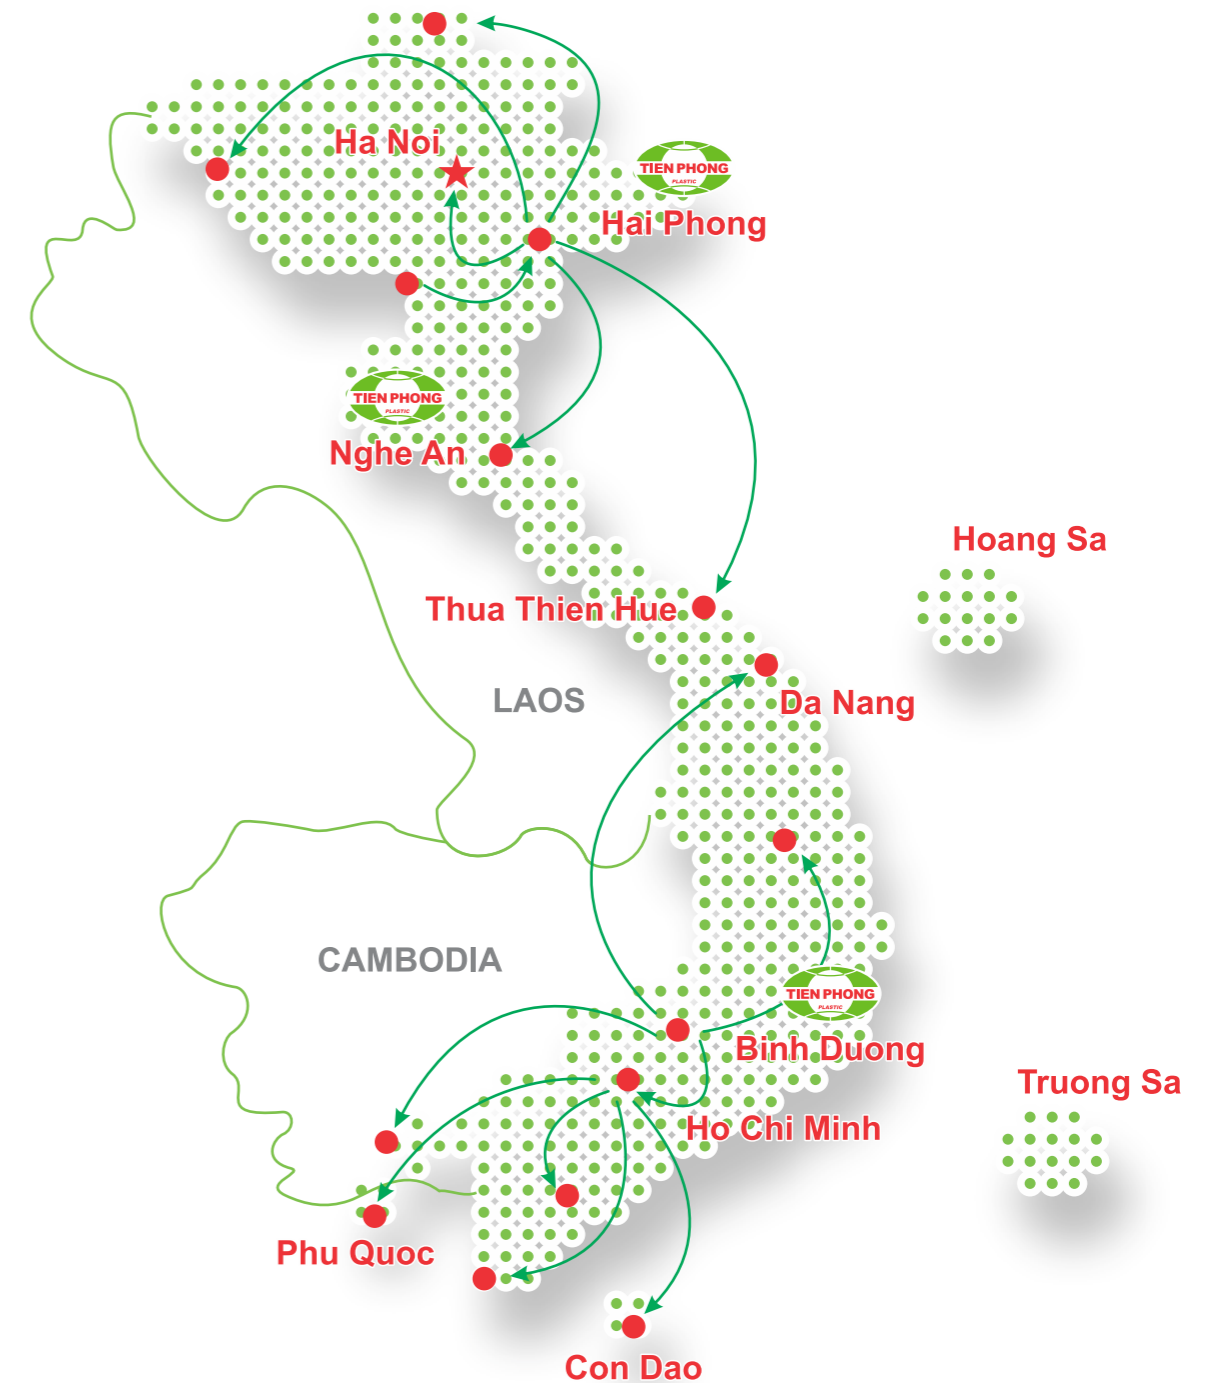 Ha Noi
TIEN PHONG
PLASTIC
Hai Phong
TIEN PHONG
PLASTIC
Nghe An
Hoang Sa
Thua Thien Hue
LAOS
Da Nang
CAMBODIA
TIEN PHONG
PLASTIC
Binh Duong
Truong Sa
Ho Chi Minh
Phu Quoc
Con Dao